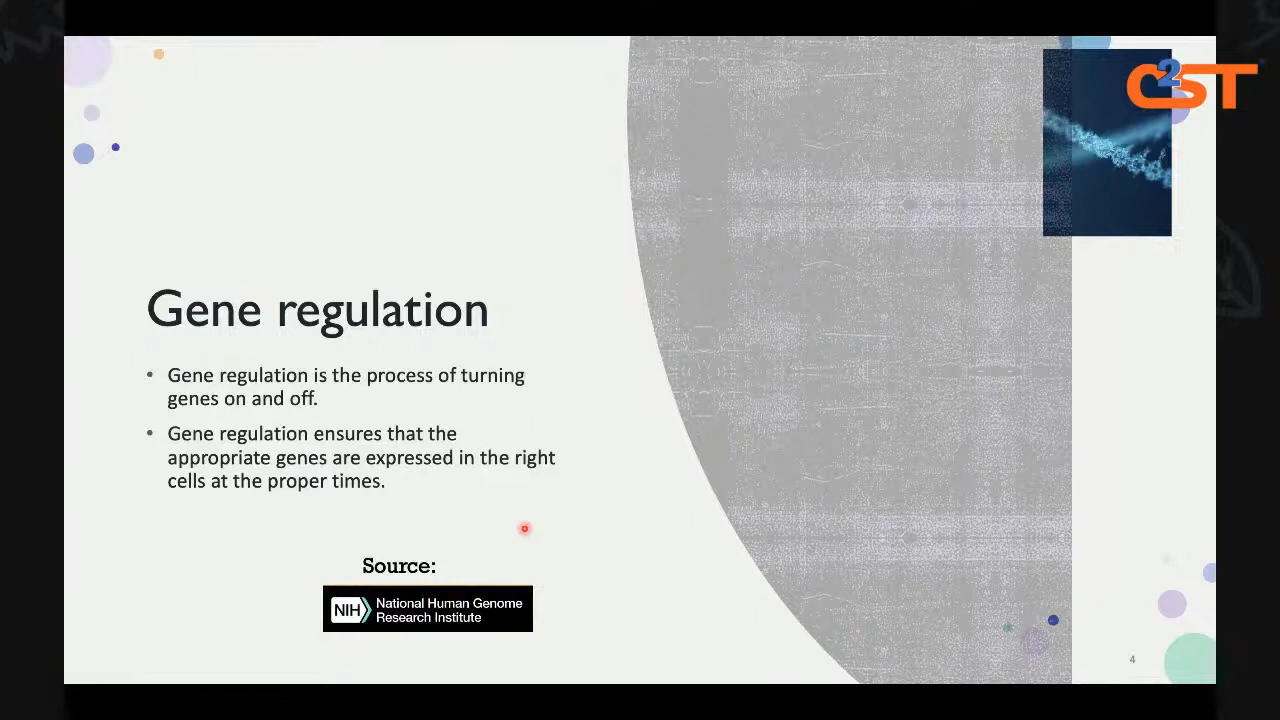 C2ST
Gene regulation
• Gene regulation is the process of turning
genes on and off.
• Gene regulation ensures that the
appropriate genes are expressed in the right
cells at the proper times.
Source:
NIH National Human Genome
Research Institute
4